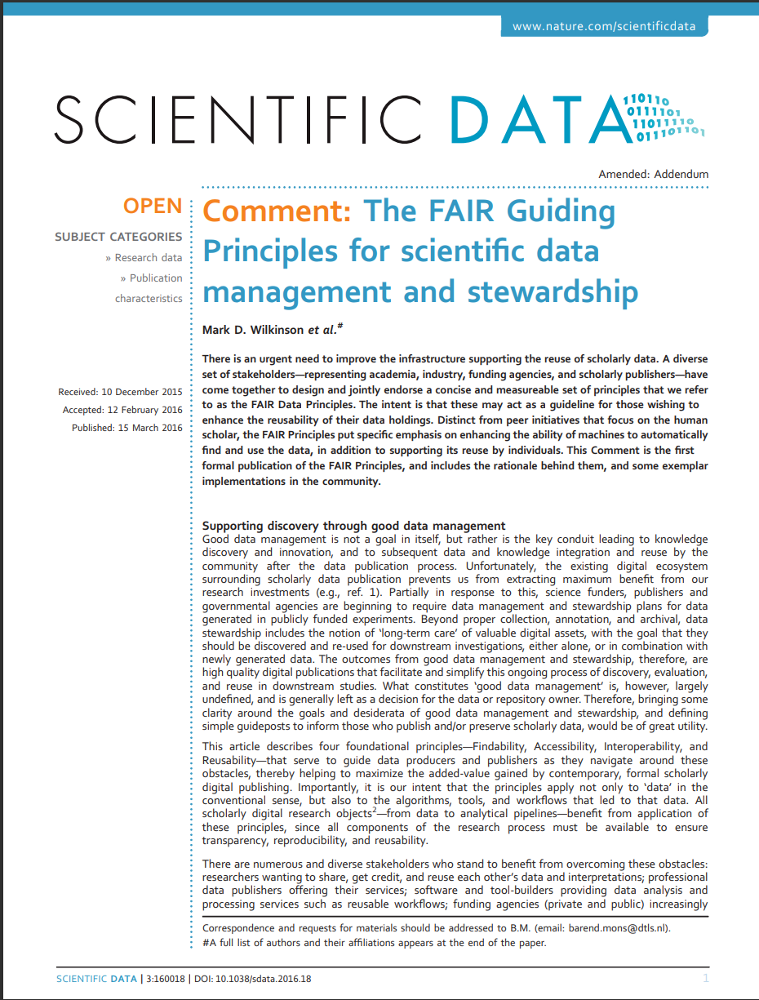 www.nature.com/scientificdata
SCIENTIFIC DATA
11010
0111101
11011110
011101101
Amended: Addendum
OPEN
SUBJECT CATEGORIES
» Research data
» Publication
characteristics
Received: 10 December 2015
Accepted: 12 February 2016
Published: 15 March 2016
Comment: The FAIR Guiding
Principles for scientific data
management and stewardship
Mark D. Wilkinson et al.#
There is an urgent need to improve the infrastructure supporting the reuse of scholarly data. A diverse
set of stakeholders—representing academia, industry, funding agencies, and scholarly publishers—have
come together to design and jointly endorse a concise and measureable set of principles that we refer
to as the FAIR Data Principles. The intent is that these may act as a guideline for those wishing to
enhance the reusability of their data holdings. Distinct from peer initiatives that focus on the human
scholar, the FAIR Principles put specific emphasis on enhancing the ability of machines to automatically
find and use the data, in addition to supporting its reuse by individuals. This Comment is the first
formal publication of the FAIR Principles, and includes the rationale behind them, and some exemplar
implementations in the community.
Supporting discovery through good data management
Good data management is not a goal in itself, but rather is the key conduit leading to knowledge
discovery and innovation, and to subsequent data and knowledge integration and reuse by the
community after the data publication process. Unfortunately, the existing digital ecosystem
surrounding scholarly data publication prevents us from extracting maximum benefit from our
research investments (e.g., ref. 1). Partially in response to this, science funders, publishers and
governmental agencies are beginning to require data management and stewardship plans for data
generated in publicly funded experiments. Beyond proper collection, annotation, and archival, data
stewardship includes the notion of ‘long-term care’ of valuable digital assets, with the goal that they
should be discovered and re-used for downstream investigations, either alone, or in combination with
newly generated data. The outcomes from good data management and stewardship, therefore, are
high quality digital publications that facilitate and simplify this ongoing process of discovery, evaluation,
and reuse in downstream studies. What constitutes ‘good data management’ is, however, largely
undefined, and is generally left as a decision for the data or repository owner. Therefore, bringing some
clarity around the goals and desiderata of good data management and stewardship, and defining
simple guideposts to inform those who publish and/or preserve scholarly data, would be of great utility.
This article describes four foundational principles—Findability, Accessibility, Interoperability, and
Reusability—that serve to guide data producers and publishers as they navigate around these
obstacles, thereby helping to maximize the added-value gained by contemporary, formal scholarly
digital publishing. Importantly, it is our intent that the principles apply not only to ‘data’ in the
conventional sense, but also to the algorithms, tools, and workflows that led to that data. All
scholarly digital research objects2—from data to analytical pipelines—benefit from application of
these principles, since all components of the research process must be available to ensure
transparency, reproducibility, and reusability.
There are numerous and diverse stakeholders who stand to benefit from overcoming these obstacles:
researchers wanting to share, get credit, and reuse each other’s data and interpretations; professional
data publishers offering their services; software and tool-builders providing data analysis and
processing services such as reusable workflows; funding agencies (private and public) increasingly
Correspondence and requests for materials should be addressed to B.M. (email: barend.mons@dtls.nl).
#A full list of authors and their affiliations appears at the end of the paper.
SCIENTIFIC DATA | 3:160018 | DOI: 10.1038/sdata.2016.18
1